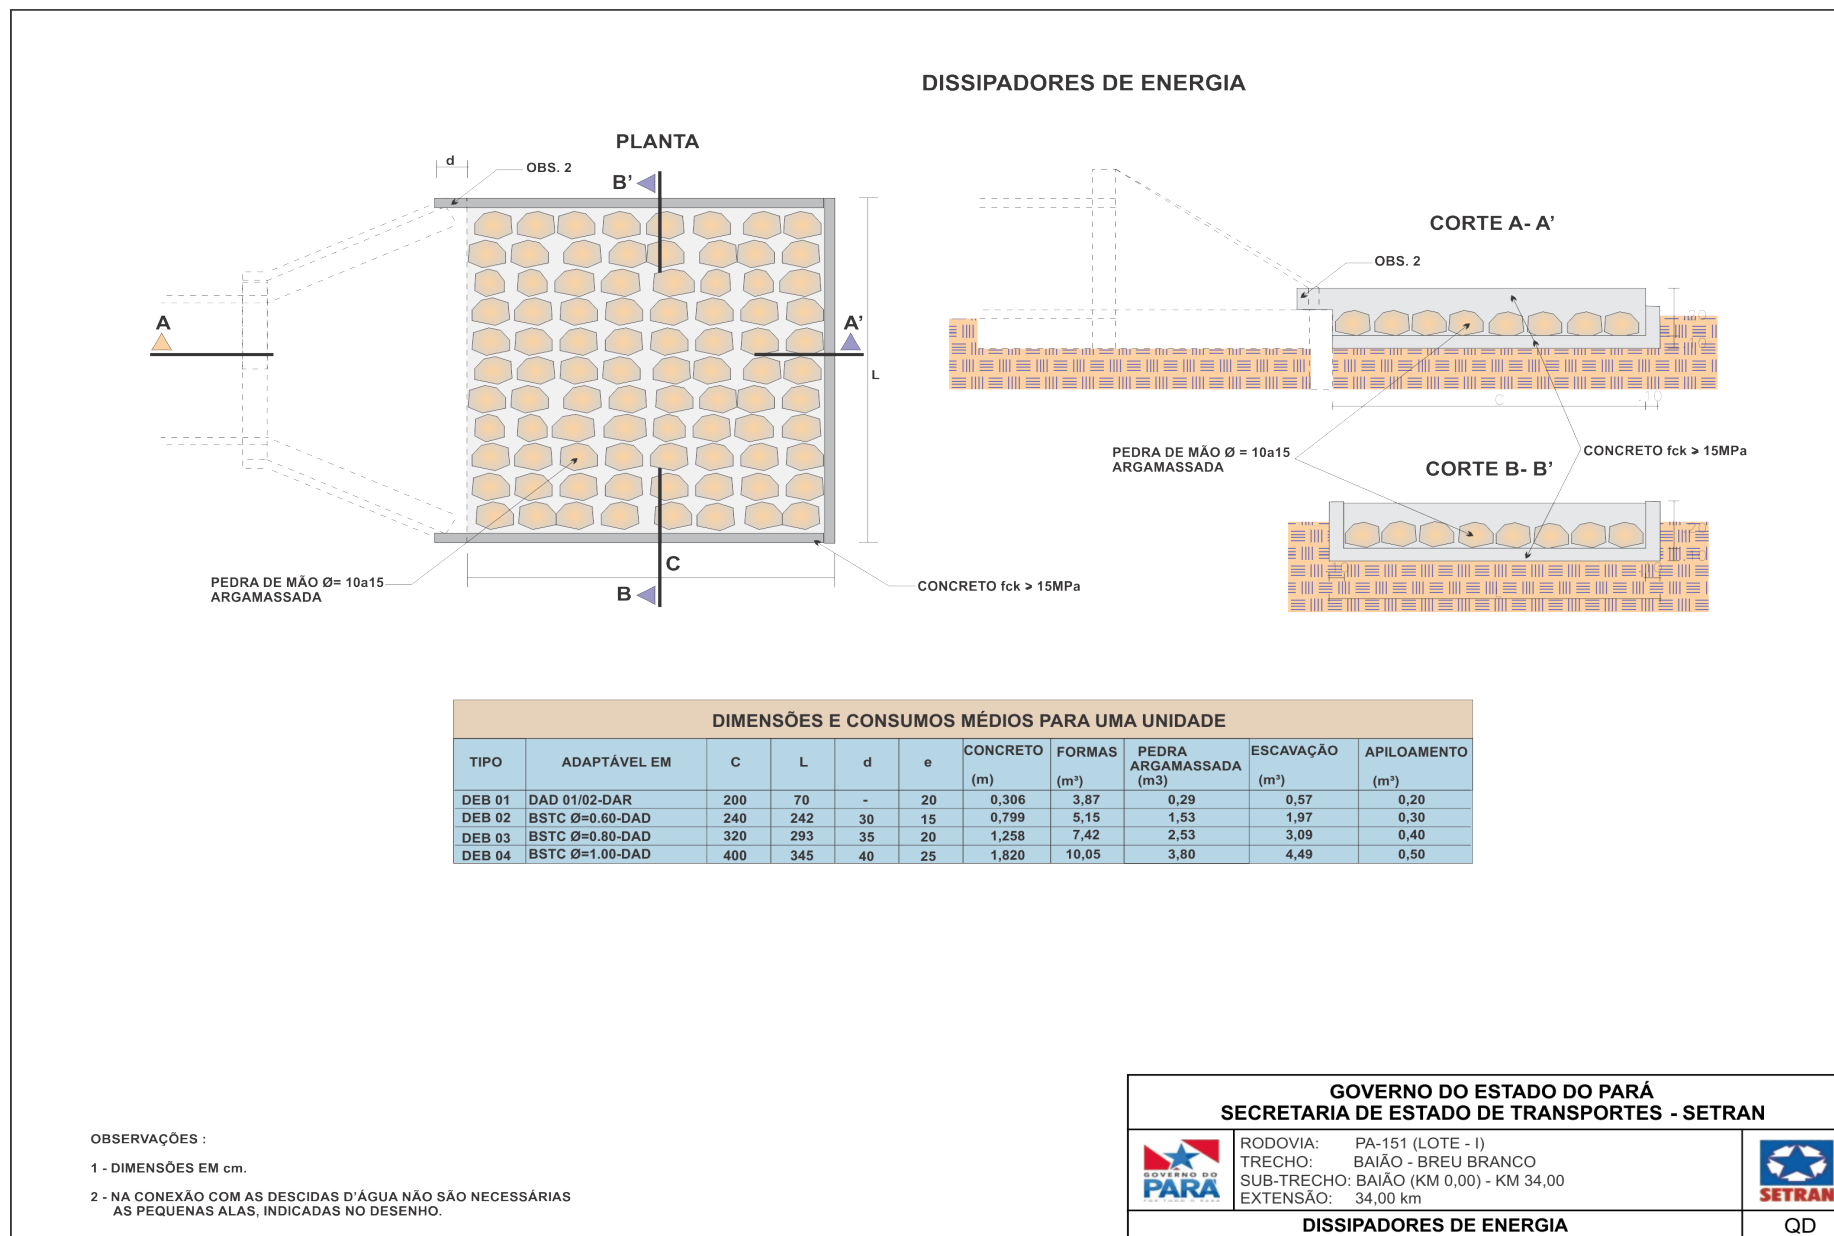 DISSIPADORES DE ENERGIA
PLANTA
d
OBS. 2
B'
A
A'
L
C
B
PEDRA DE MÃO Ø= 10a15
ARGAMASSADA
CONCRETO fck > 15MPa
CORTE A- A'
OBS. 2
C
10
PEDRA DE MÃO Ø = 10a15
ARGAMASSADA
CONCRETO fck > 15MPa
CORTE B- B'
DIMENSÕES E CONSUMOS MÉDIOS PARA UMA UNIDADE
TIPO ADAPTÁVEL EM C L d e CONCRETO (m) FORMAS (m³) PEDRA ARGAMASSADA (m3) ESCAVAÇÃO (m³) APILOAMENTO (m³)
DEB 01 DAD 01/02-DAR 200 70 - 20 0,306 3,87 0,29 0,57 0,20
DEB 02 BSTC Ø=0.60-DAD 240 242 30 15 0,799 5,15 1,53 1,97 0,30
DEB 03 BSTC Ø=0.80-DAD 320 293 35 20 1,258 7,42 2,53 3,09 0,40
DEB 04 BSTC Ø=1.00-DAD 400 345 40 25 1,820 10,05 3,80 4,49 0,50
OBSERVAÇÕES :
1 - DIMENSÕES EM cm.
2 - NA CONEXÃO COM AS DESCIDAS D'ÁGUA NÃO SÃO NECESSÁRIAS
AS PEQUENAS ALAS, INDICADAS NO DESENHO.
GOVERNO DO ESTADO DO PARÁ
SECRETARIA DE ESTADO DE TRANSPORTES - SETRAN
GOVERNO DO
PARÁ
RODOVIA: PA-151 (LOTE - I)
TRECHO: BAIÃO - BREU BRANCO
SUB-TRECHO: BAIÃO (KM 0,00) - KM 34,00
EXTENSÃO: 34,00 km
SETRAN
DISSIPADORES DE ENERGIA
QD